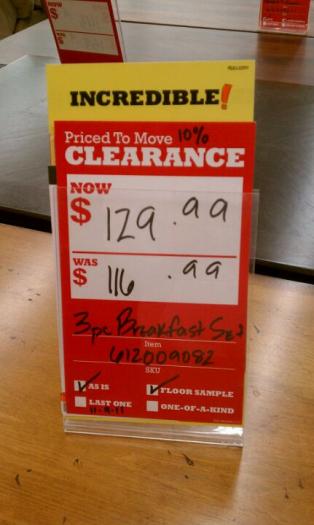 INCREDIBLE!
Priced To Move 10%
CLEARANCE
NOW
$ 129.99
WAS
$ 116.99
3pc Breakfast Set
Item
612009082
SKU
AS IS
FLOOR SAMPLE
LAST ONE
ONE-OF-A-KIND